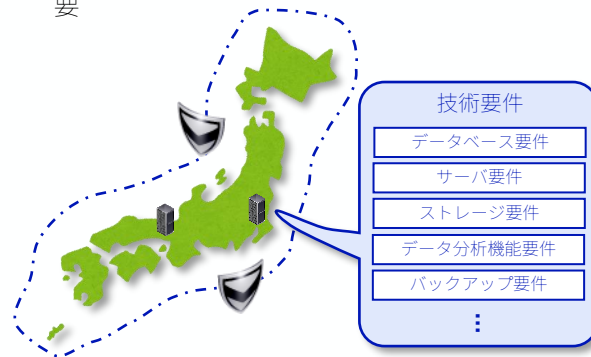 要
技術要件
データベース要件
サーバ要件
ストレージ要件
データ分析機能要件
バックアップ要件
⋮